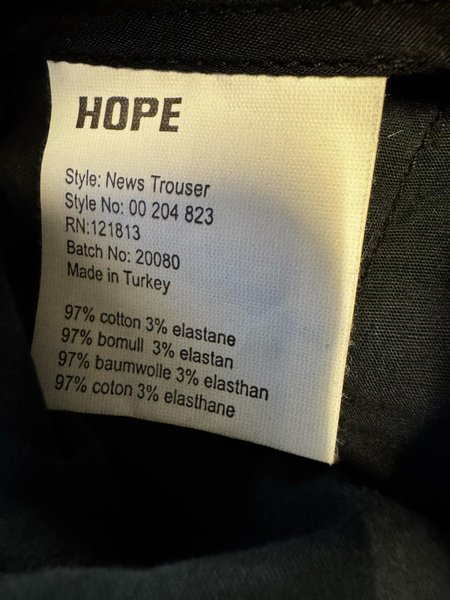 HOPE
Style: News Trouser
Style No: 00 204 823
RN:121813
Batch No: 20080
Made in Turkey
97% cotton 3% elastane
97% bomull 3% elastan
97% baumwolle 3% elasthan
97% coton 3% elasthane